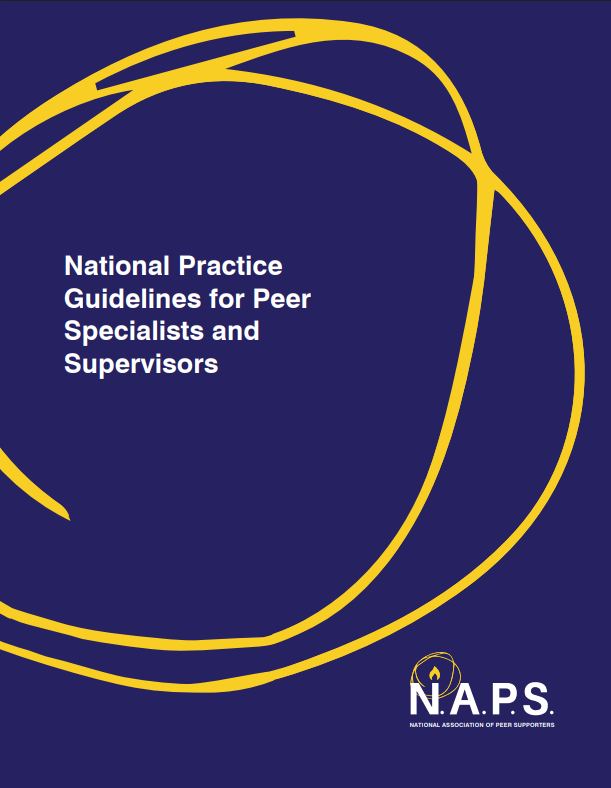 National Practice
Guidelines for Peer
Specialists and
Supervisors
N.A.P.S.
NATIONAL ASSOCIATION OF PEER SUPPORTERS